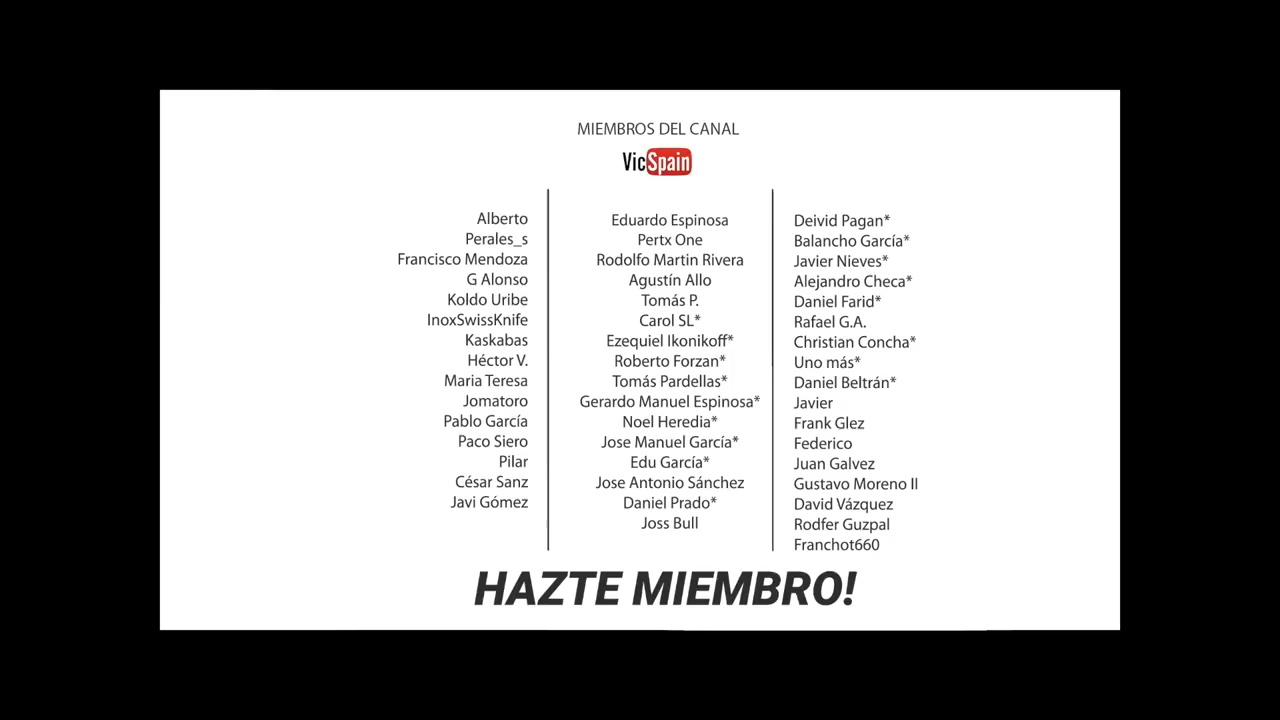 MIEMBROS DEL CANAL
VicSpain
Alberto
Perales_s
Francisco Mendoza
G Alonso
Koldo Uribe
InoxSwissKnife
Kaskabas
Héctor V.
Maria Teresa
Jomatoro
Pablo García
Paco Siero
Pilar
César Sanz
Javi Gómez
Eduardo Espinosa
Pertx One
Rodolfo Martin Rivera
Agustín Allo
Tomás P.
Carol SL*
Ezequiel Ikonikoff*
Roberto Forzan*
Tomás Pardellas*
Gerardo Manuel Espinosa*
Noel Heredia*
Jose Manuel García*
Edu García*
Jose Antonio Sánchez
Daniel Prado*
Joss Bull
Deivid Pagan*
Balancho García*
Javier Nieves*
Alejandro Checa*
Daniel Farid*
Rafael G.A.
Christian Concha*
Uno más*
Daniel Beltrán*
Javier
Frank Glez
Federico
Juan Galvez
Gustavo Moreno II
David Vázquez
Rodfer Guzpal
Franchot660
HAZTE MIEMBRO!